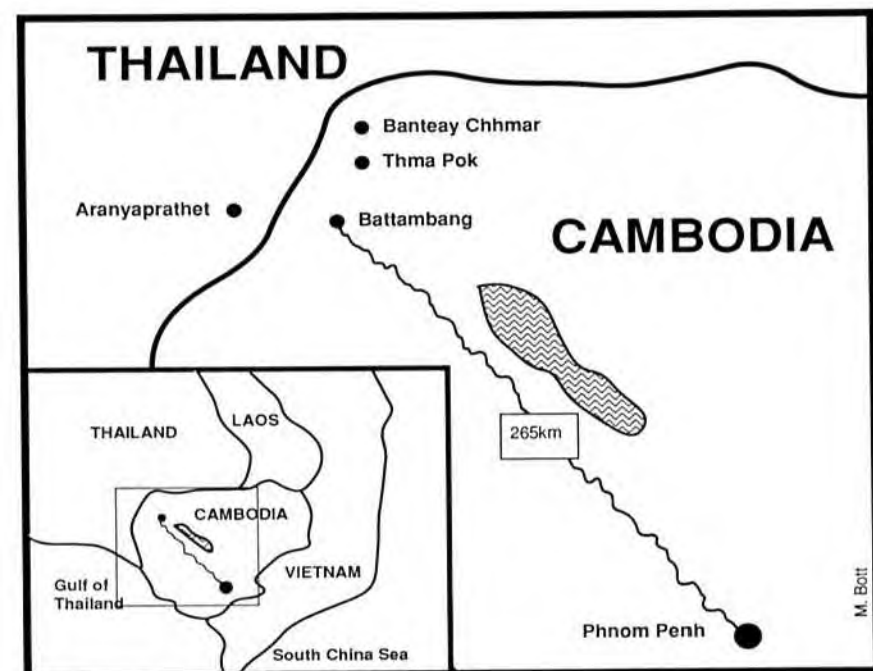 THAILAND
Banteay Chhmar
Thma Pok
Aranyaprathet
Battambang
CAMBODIA
265km
Phnom Penh
M. Bott
THAILAND
LAOS
CAMBODIA
VIETNAM
Gulf of
Thailand
South China Sea